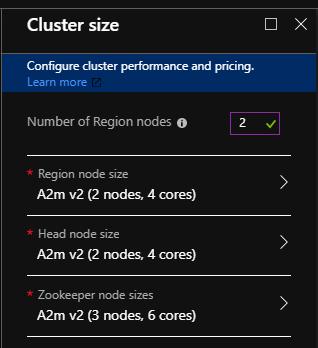 Cluster size
Configure cluster performance and pricing.
Learn more
Number of Region nodes
2
* Region node size
A2m v2 (2 nodes, 4 cores)
* Head node size
A2m v2 (2 nodes, 4 cores)
* Zookeeper node sizes
A2m v2 (3 nodes, 6 cores)